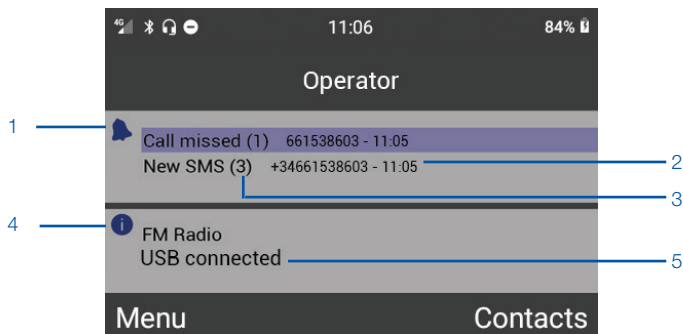 4G 11:06 84%
Operator
1
Call missed (1) 661538603 - 11:05
New SMS (3) +34661538603 - 11:05 2
3
4
FM Radio
USB connected 5
Menu Contacts